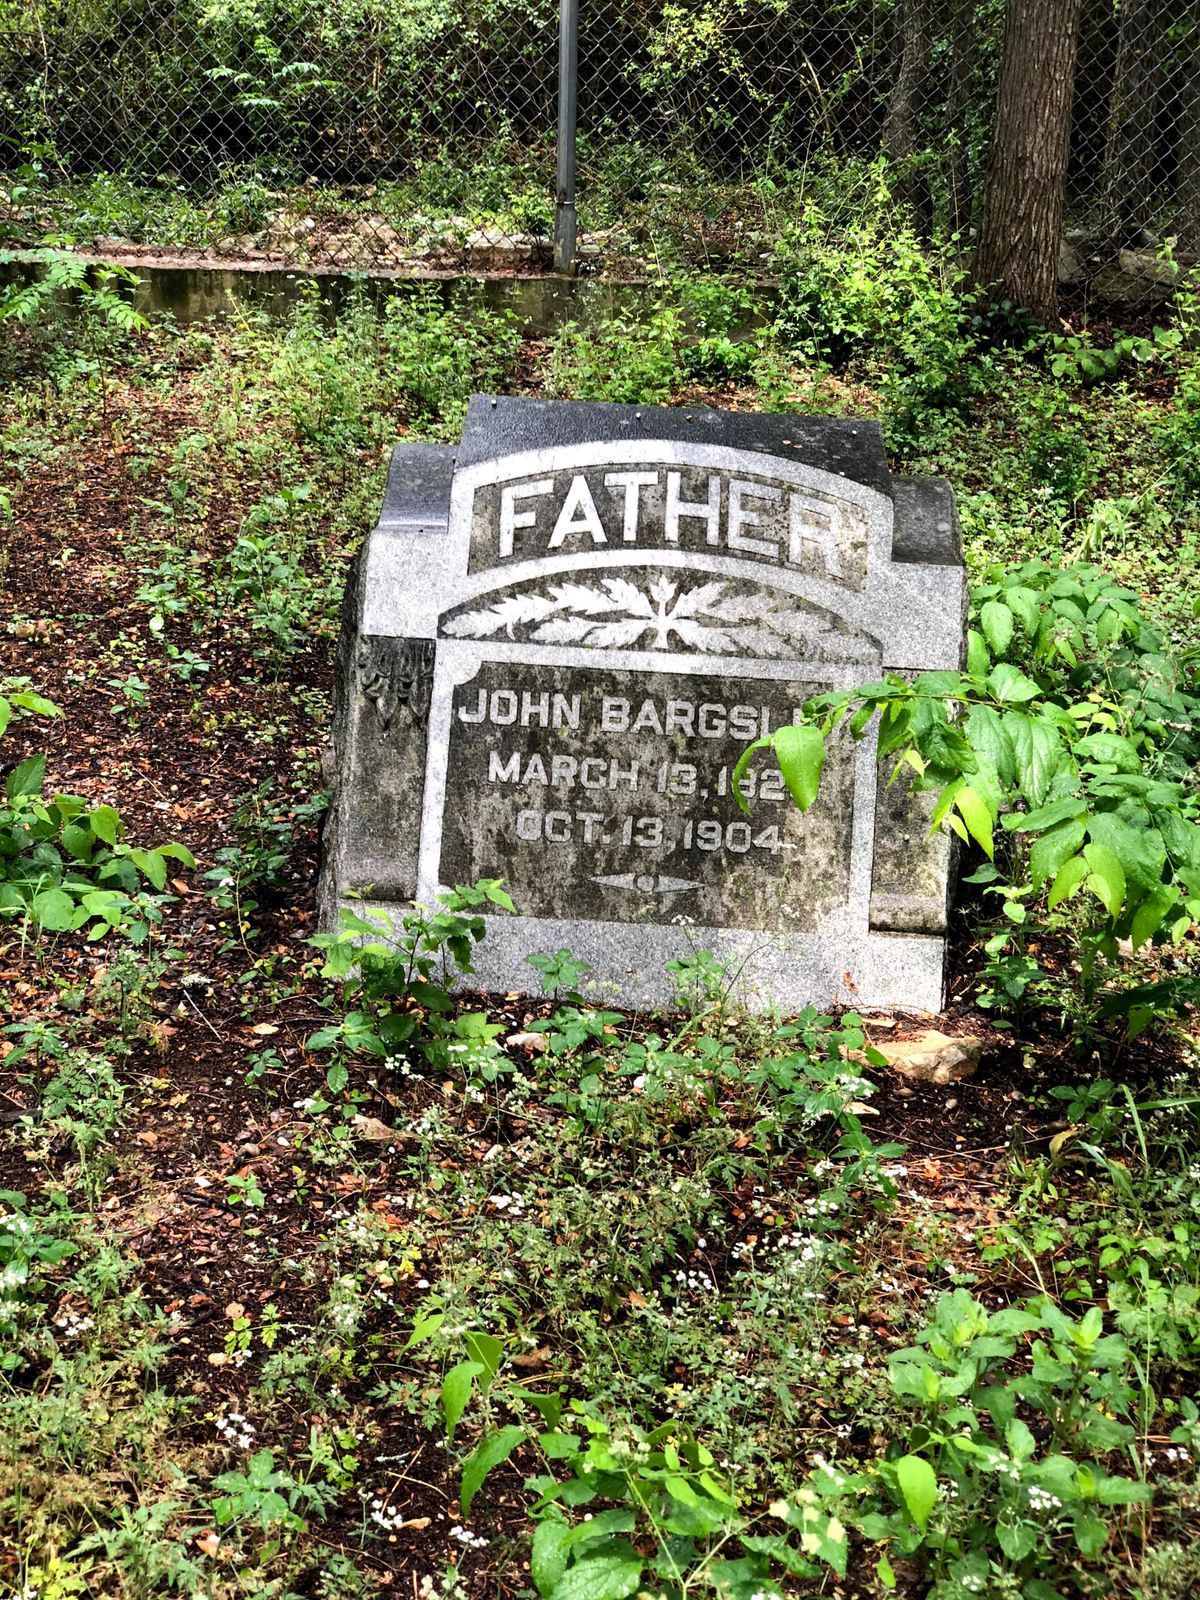 FATHER
JOHN
MARCH 13,
OCT. 13, 1904